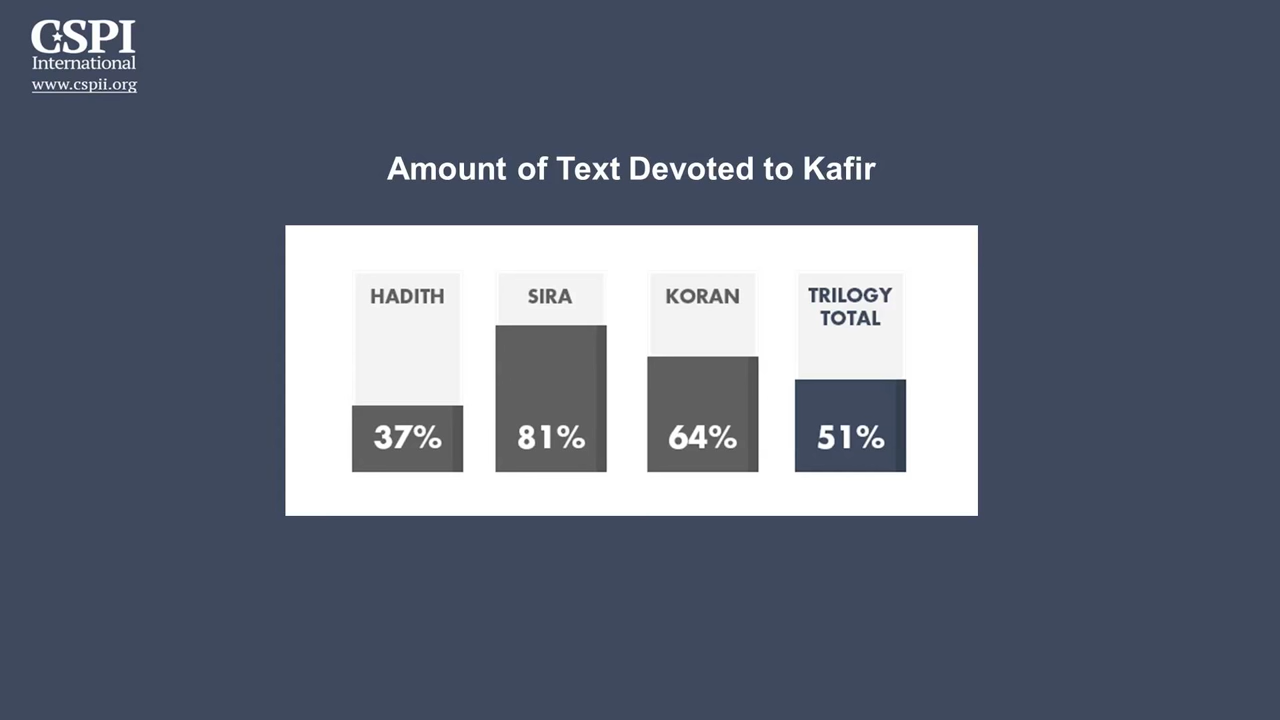 CSPI
International
www.cspii.org
Amount of Text Devoted to Kafir
HADITH
SIRA
KORAN
TRILOGY
TOTAL
37%
81%
64%
51%